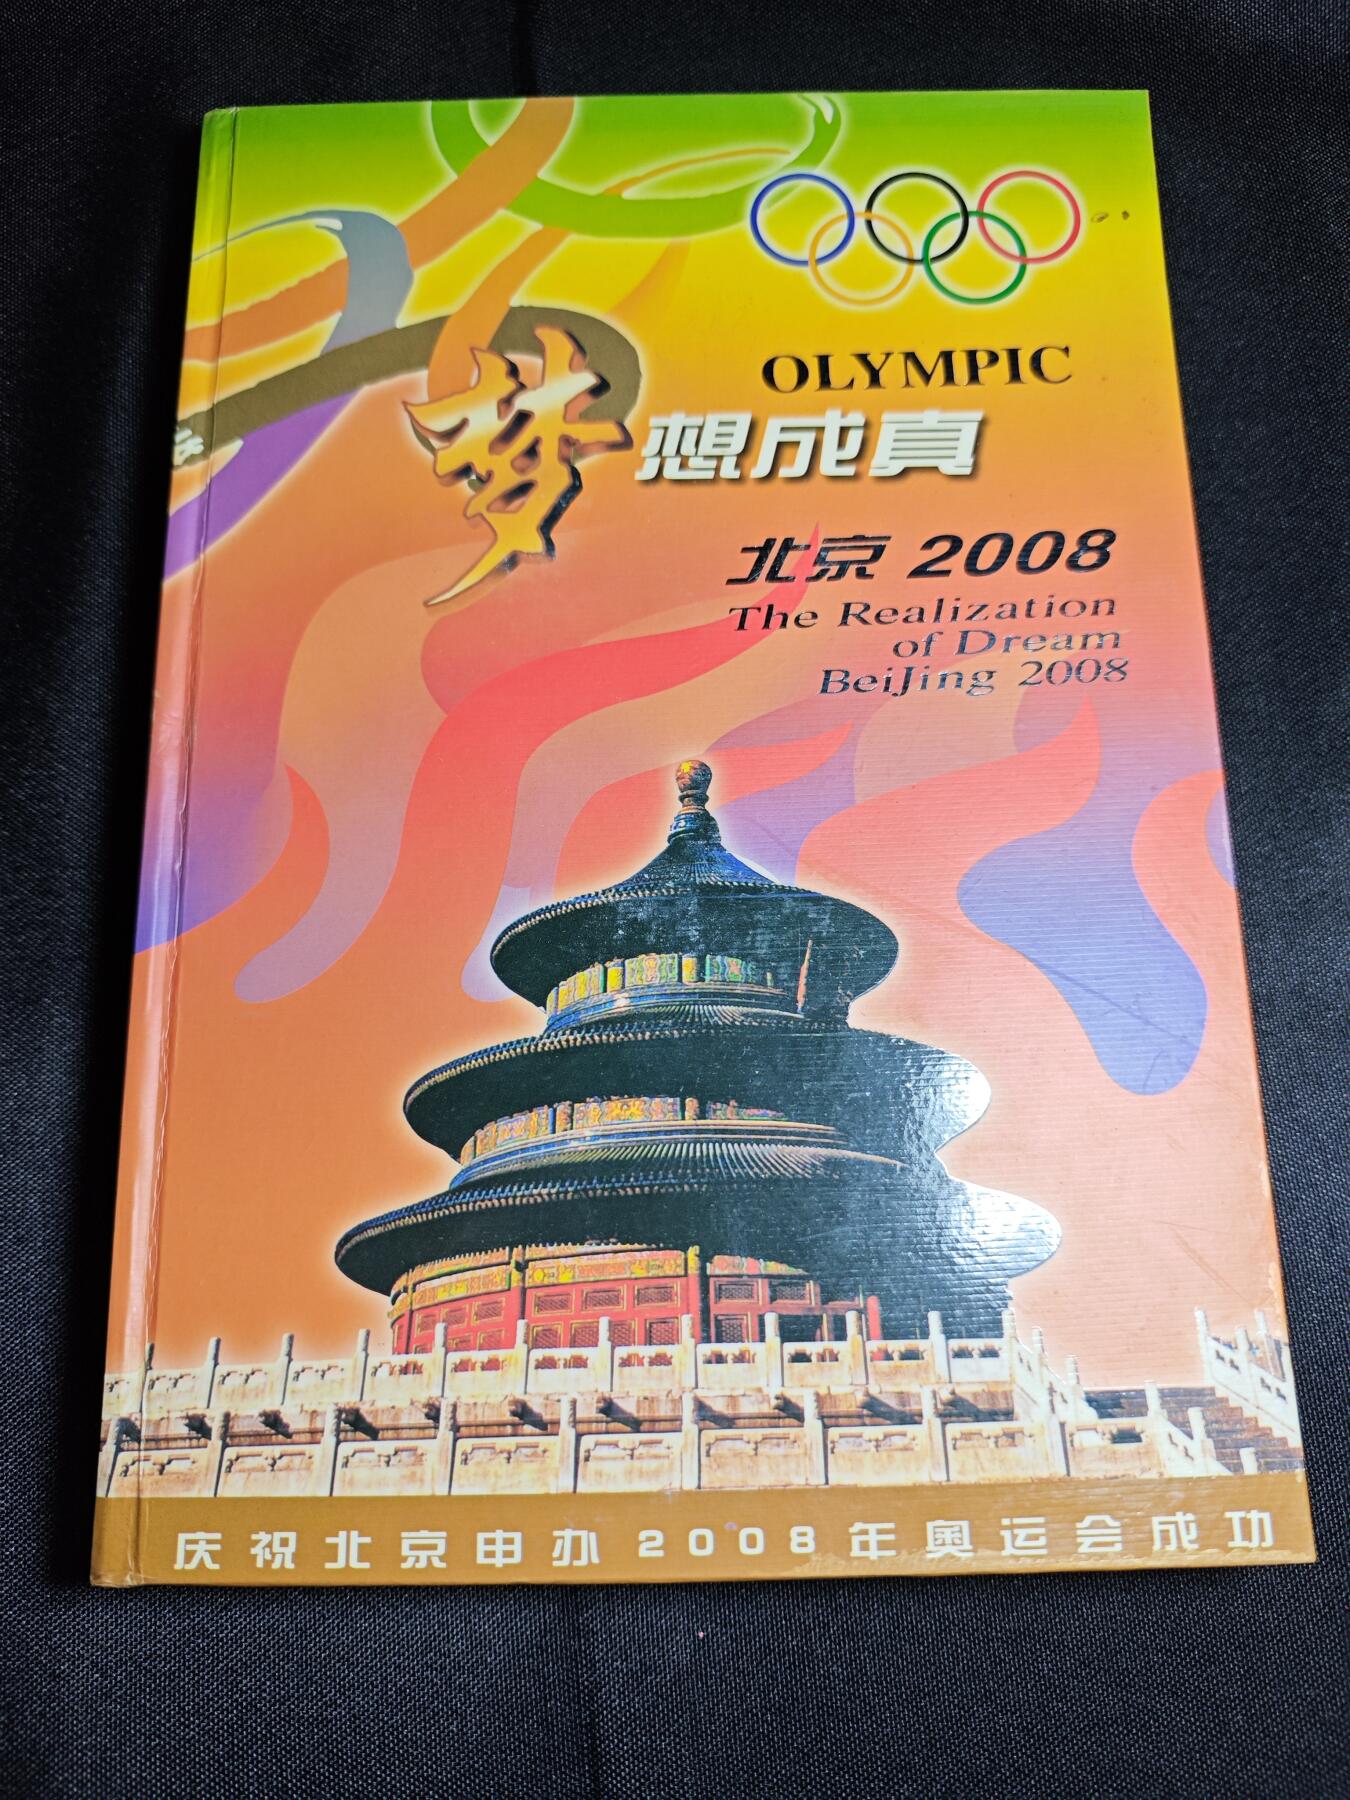 OLYMPIC
梦想成真
北京 2008
The Realization
of Dream
BeiJing 2008
庆祝北京申办2008年奥运会成功